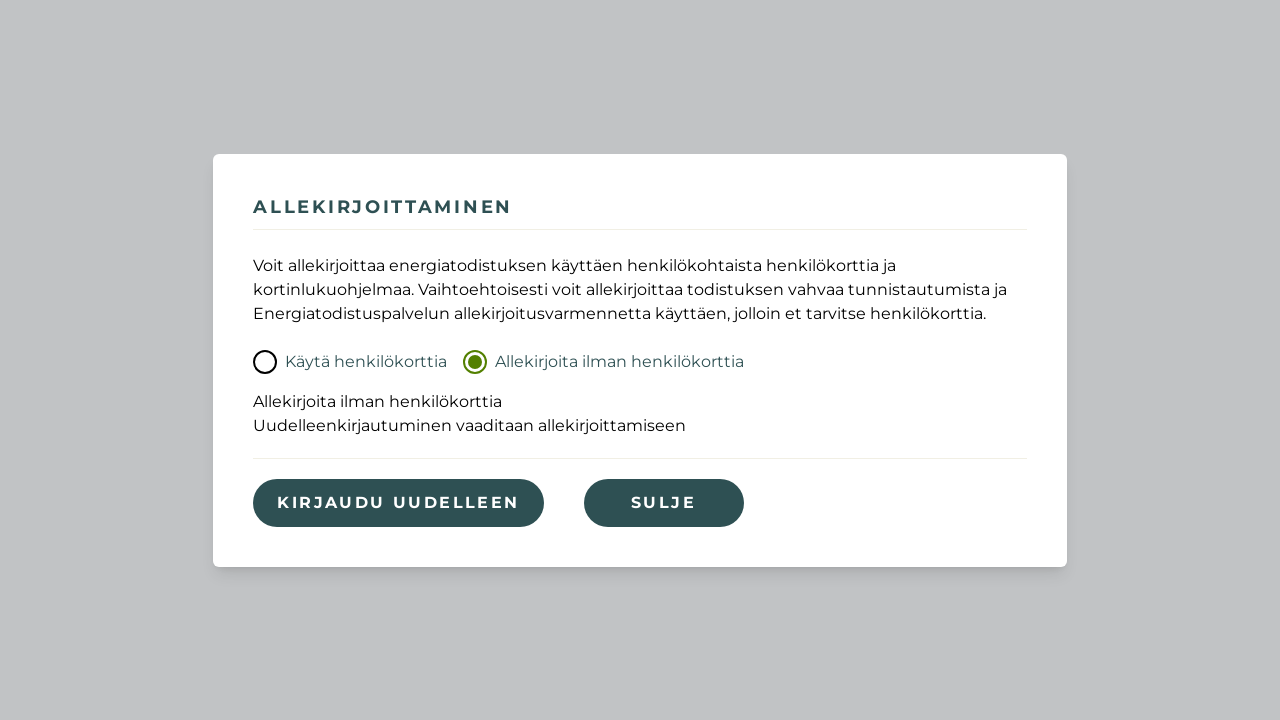 ALLEKIRJOITTAMINEN
Voit allekirjoittaa energiatodistuksen käyttäen henkilökohtaista henkilökorttia ja
kortinlukuohjelmaa. Vaihtoehtoisesti voit allekirjoittaa todistuksen vahvaa tunnistautumista ja
Energiatodistuspalvelun allekirjoitusvarmennetta käyttäen, jolloin et tarvitse henkilökorttia.
Käytä henkilökorttia Allekirjoita ilman henkilökorttia
Allekirjoita ilman henkilökorttia
Uudelleenkirjautuminen vaaditaan allekirjoittamiseen
KIRJAUDU UUDELLEEN SULJE